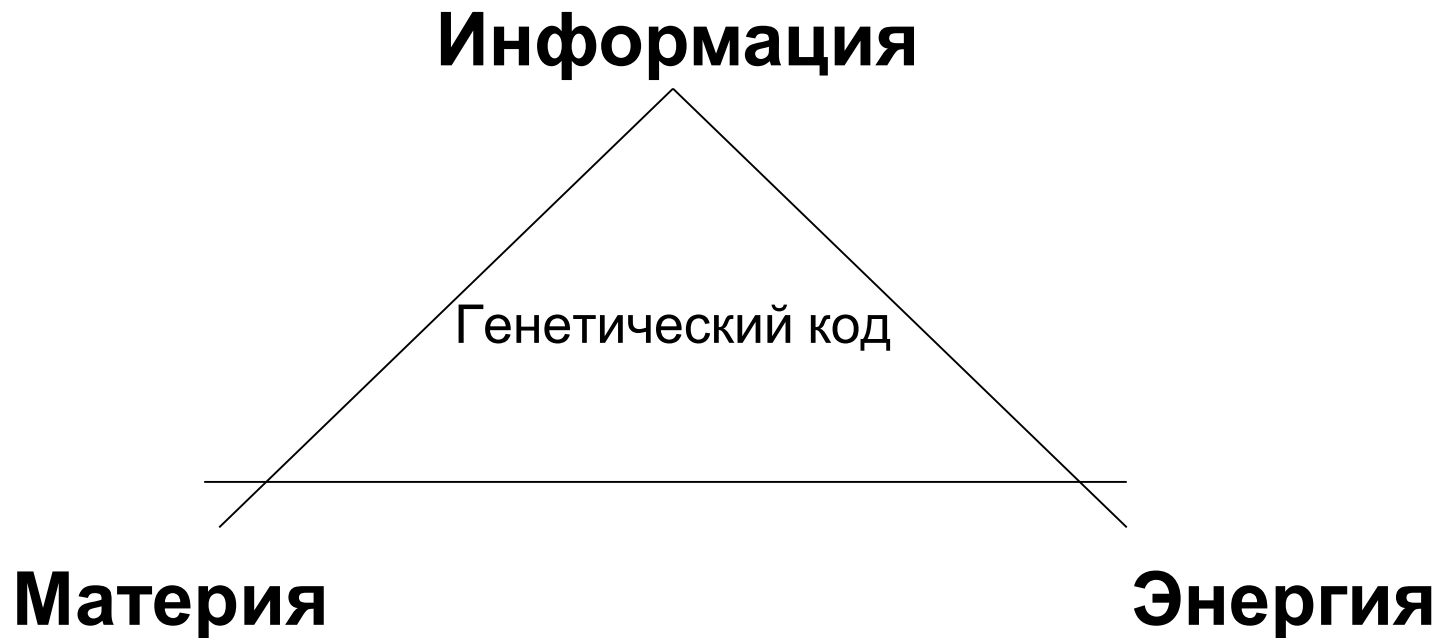 Информация
Генетический код
Материя
Энергия